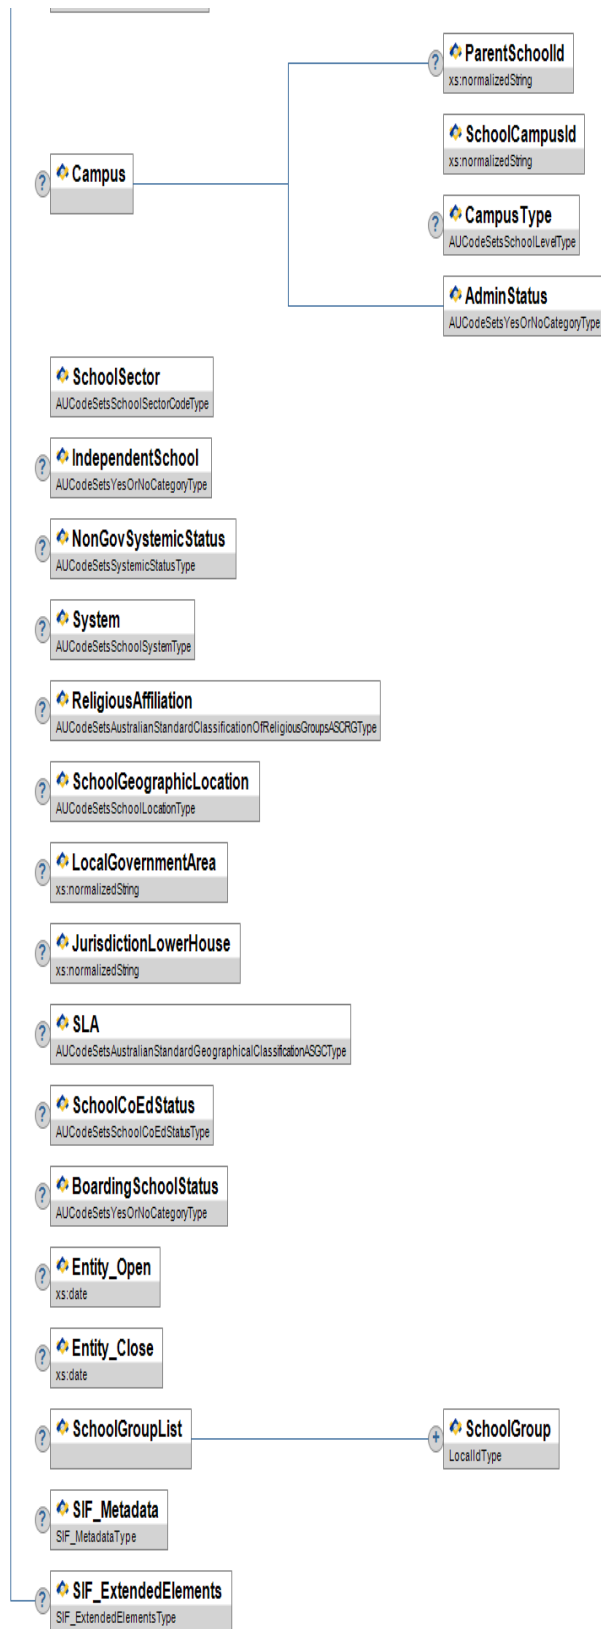 ParentSchoolId
xs:normalizedString
SchoolCampusId
xs:normalizedString
?
Campus
?
CampusType
AUCodeSetsSchoolLevelType
AdminStatus
AUCodeSetsYesOrNoCategoryType
SchoolSector
AUCodeSetsSchoolSectorCodeType
?
IndependentSchool
AUCodeSetsYesOrNoCategoryType
?
NonGovSystemicStatus
AUCodeSetsSystemicStatusType
?
System
AUCodeSetsSchoolSystemType
?
ReligiousAffiliation
AUCodeSetsAustralianStandardClassificationOfReligiousGroupsASCRGType
?
SchoolGeographicLocation
AUCodeSetsSchoolLocationType
?
LocalGovernmentArea
xs:normalizedString
?
JurisdictionLowerHouse
xs:normalizedString
?
SLA
AUCodeSetsAustralianStandardGeographicalClassificationASGCType
?
SchoolCoEdStatus
AUCodeSetsSchoolCoEdStatusType
?
BoardingSchoolStatus
AUCodeSetsYesOrNoCategoryType
?
Entity_Open
xs:date
?
Entity_Close
xs:date
?
SchoolGroupList
+
SchoolGroup
LocalIdType
?
SIF_Metadata
SIF_MetadataType
?
SIF_ExtendedElements
SIF_ExtendedElementsType